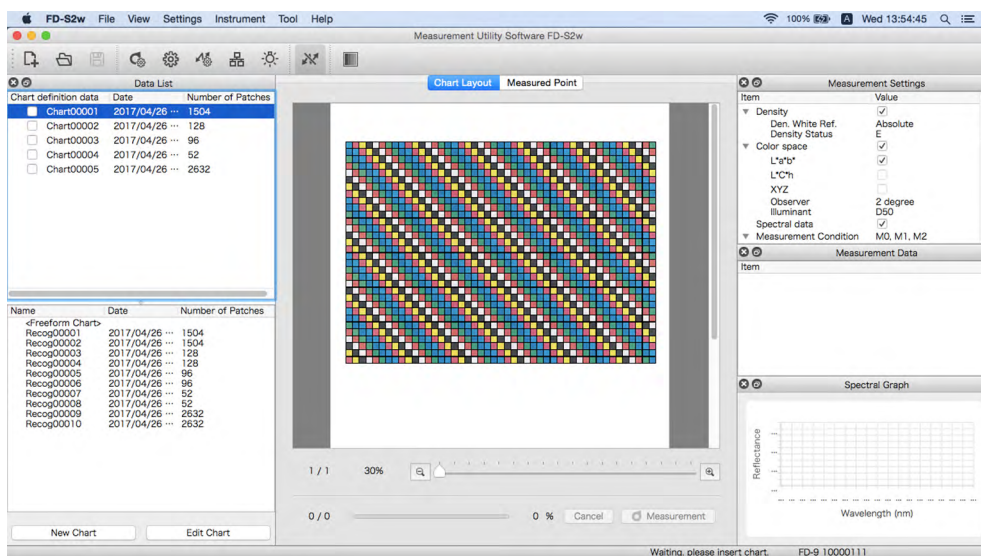 FD-S2w File View Settings Instrument Tool Help 100% A Wed 13:54:45
Measurement Utility Software FD-S2w
Data List
Chart definition data Date Number of Patches
Chart00001 2017/04/26 ··· 1504
Chart00002 2017/04/26 ··· 128
Chart00003 2017/04/26 ··· 96
Chart00004 2017/04/26 ··· 52
Chart00005 2017/04/26 ··· 2632
Name Date Number of Patches
<Freeform Chart>
Recog00001 2017/04/26 ··· 1504
Recog00002 2017/04/26 ··· 1504
Recog00003 2017/04/26 ··· 128
Recog00004 2017/04/26 ··· 128
Recog00005 2017/04/26 ··· 96
Recog00006 2017/04/26 ··· 96
Recog00007 2017/04/26 ··· 52
Recog00008 2017/04/26 ··· 52
Recog00009 2017/04/26 ··· 2632
Recog00010 2017/04/26 ··· 2632
New Chart Edit Chart
Chart Layout Measured Point
1 / 1 30%
0 / 0 0 % Cancel Measurement
Measurement Settings
Item Value
Density
Den. White Ref. Absolute
Density Status E
Color space
L*a*b*
L*C*h
XYZ
Observer 2 degree
Illuminant D50
Spectral data
Measurement Condition M0, M1, M2
Measurement Data
Item
Spectral Graph
Reflectance
Wavelength (nm)
Waiting, please insert chart. FD-9 10000111